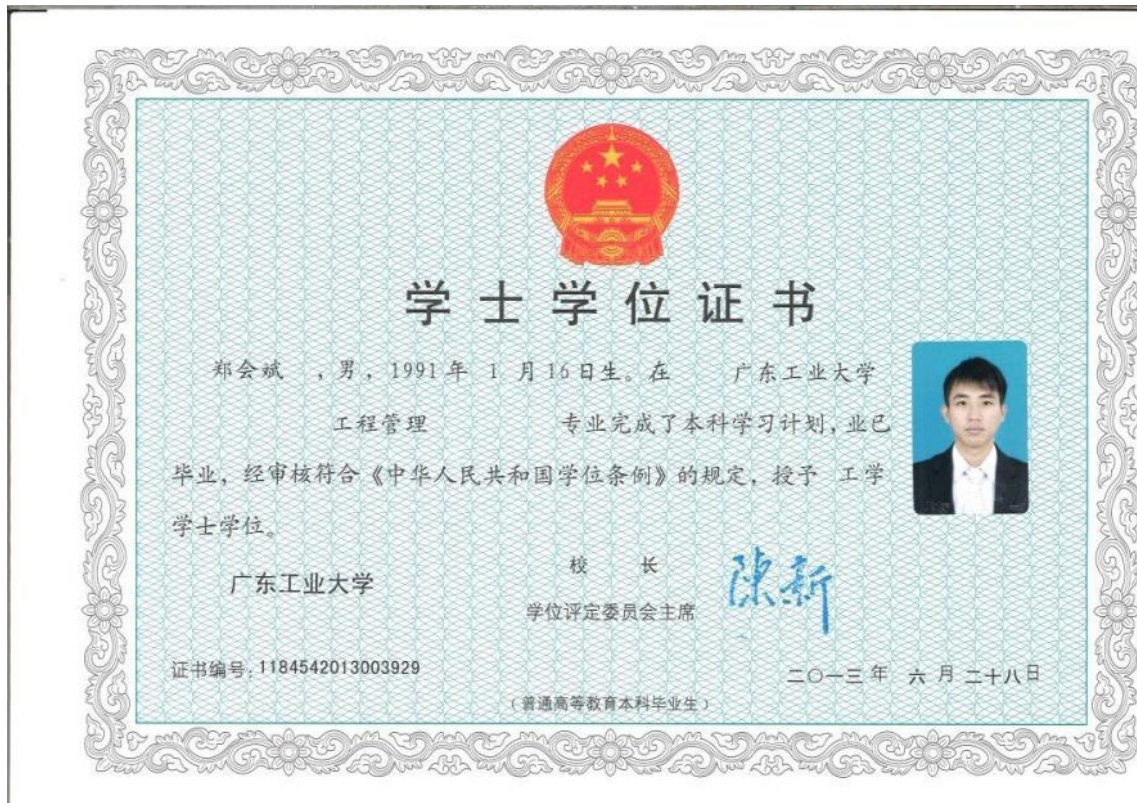 学士学位证书
郑会斌 ，男，1991年 1 月16日生。在 广东工业大学
工程管理 专业完成了本科学习计划，业已
毕业，经审核符合《中华人民共和国学位条例》的规定，授予 工学
学士学位。
广东工业大学
校 长
学位评定委员会主席
陈新
证书编号：1184542013003929
二〇一三年 六 月 二十八日
（普通高等教育本科毕业生）